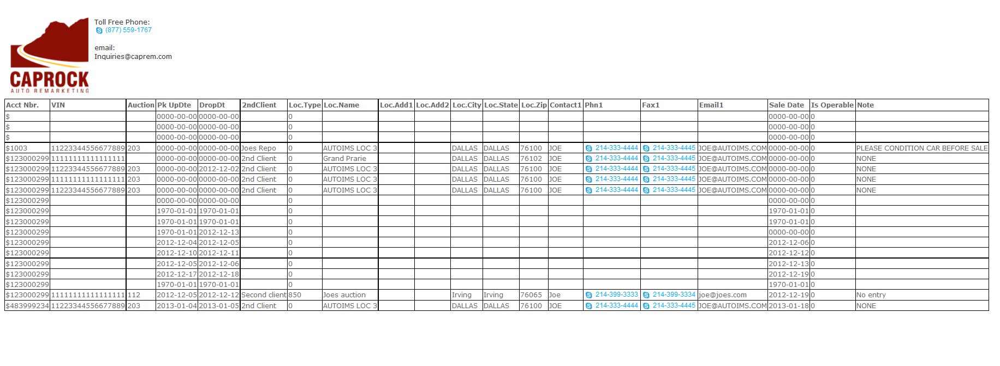 Toll Free Phone:
(877) 559-1767
email:
Inquiries@caprem.com
CAPROCK
AUTO REMARKETING
Acct Nbr. VIN Auction Pk UpDte DropDt 2ndClient Loc.Type Loc.Name Loc.Add1 Loc.Add2 Loc.City Loc.State Loc.Zip Contact1 Phn1 Fax1 Email1 Sale Date Is Operable Note
$ 0000-00-00 0000-00-00 0 0000-00-00 0
$ 0000-00-00 0000-00-00 0 0000-00-00 0
$ 0000-00-00 0000-00-00 0 0000-00-00 0
$1003 11223344556677889 203 0000-00-00 0000-00-00 Joes Repo 0 AUTOIMS LOC 3 DALLAS DALLAS 76100 JOE 214-333-4444 214-333-4445 JOE@AUTOIMS.COM 0000-00-00 0 PLEASE CONDITION CAR BEFORE SALE
$123000299 11111111111111111 0000-00-00 0000-00-00 2nd Client 0 Grand Prarie DALLAS DALLAS 76102 JOE 214-333-4444 214-333-4445 JOE@AUTOIMS.COM 0000-00-00 0 NONE
$123000299 11223344556677889 203 0000-00-00 2012-12-02 2nd Client 0 AUTOIMS LOC 3 DALLAS DALLAS 76100 JOE 214-333-4444 214-333-4445 JOE@AUTOIMS.COM 0000-00-00 0 NONE
$123000299 11111111111111111 203 0000-00-00 0000-00-00 2nd Client 0 AUTOIMS LOC 3 DALLAS DALLAS 76100 JOE 214-333-4444 214-333-4445 JOE@AUTOIMS.COM 0000-00-00 0 NONE
$123000299 11223344556677889 203 0000-00-00 0000-00-00 2nd Client 0 AUTOIMS LOC 3 DALLAS DALLAS 76100 JOE 214-333-4444 214-333-4445 JOE@AUTOIMS.COM 0000-00-00 0 NONE
$123000299 0000-00-00 0000-00-00 0 0000-00-00 0
$123000299 1970-01-01 1970-01-01 0 1970-01-01 0
$123000299 1970-01-01 1970-01-01 0 1970-01-01 0
$123000299 1970-01-01 2012-12-13 0 0000-00-00 0
$123000299 2012-12-04 2012-12-05 0 2012-12-06 0
$123000299 2012-12-10 2012-12-11 0 2012-12-12 0
$123000299 2012-12-05 2012-12-06 0 2012-12-13 0
$123000299 2012-12-17 2012-12-18 0 2012-12-19 0
$123000299 1970-01-01 1970-01-01 0 1970-01-01 0
$123000299 11111111111111111 112 2012-12-05 2012-12-12 Second client 850 Joes auction Irving Irving 76065 Joe 214-399-3333 214-399-3334 joe@joes.com 2012-12-19 0 No entry
$483999234 11223344556677889 203 2013-01-04 2013-01-05 2nd Client 0 AUTOIMS LOC 3 DALLAS DALLAS 76100 JOE 214-333-4444 214-333-4445 JOE@AUTOIMS.COM 2013-01-18 0 NONE